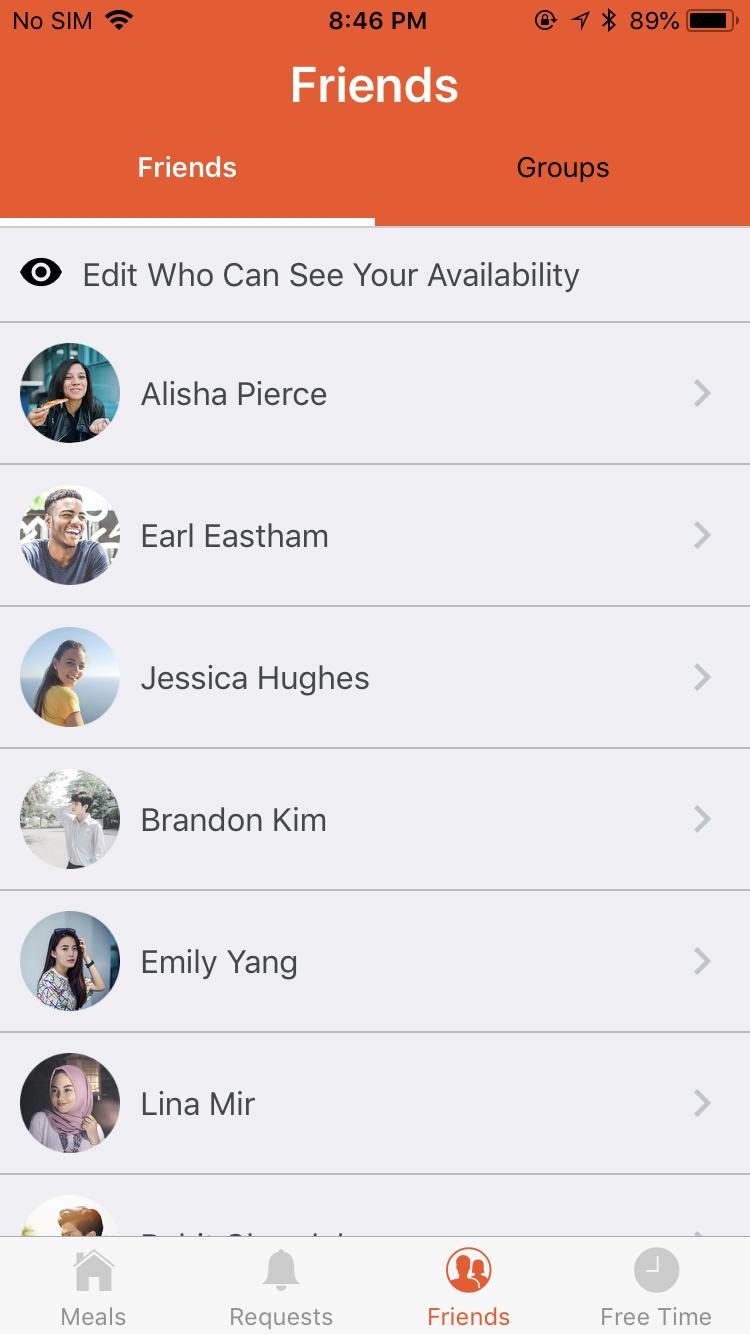 No SIM 8:46 PM 89%
Friends
Friends Groups
Edit Who Can See Your Availability
Alisha Pierce
Earl Eastham
Jessica Hughes
Brandon Kim
Emily Yang
Lina Mir
Meals Requests Friends Free Time